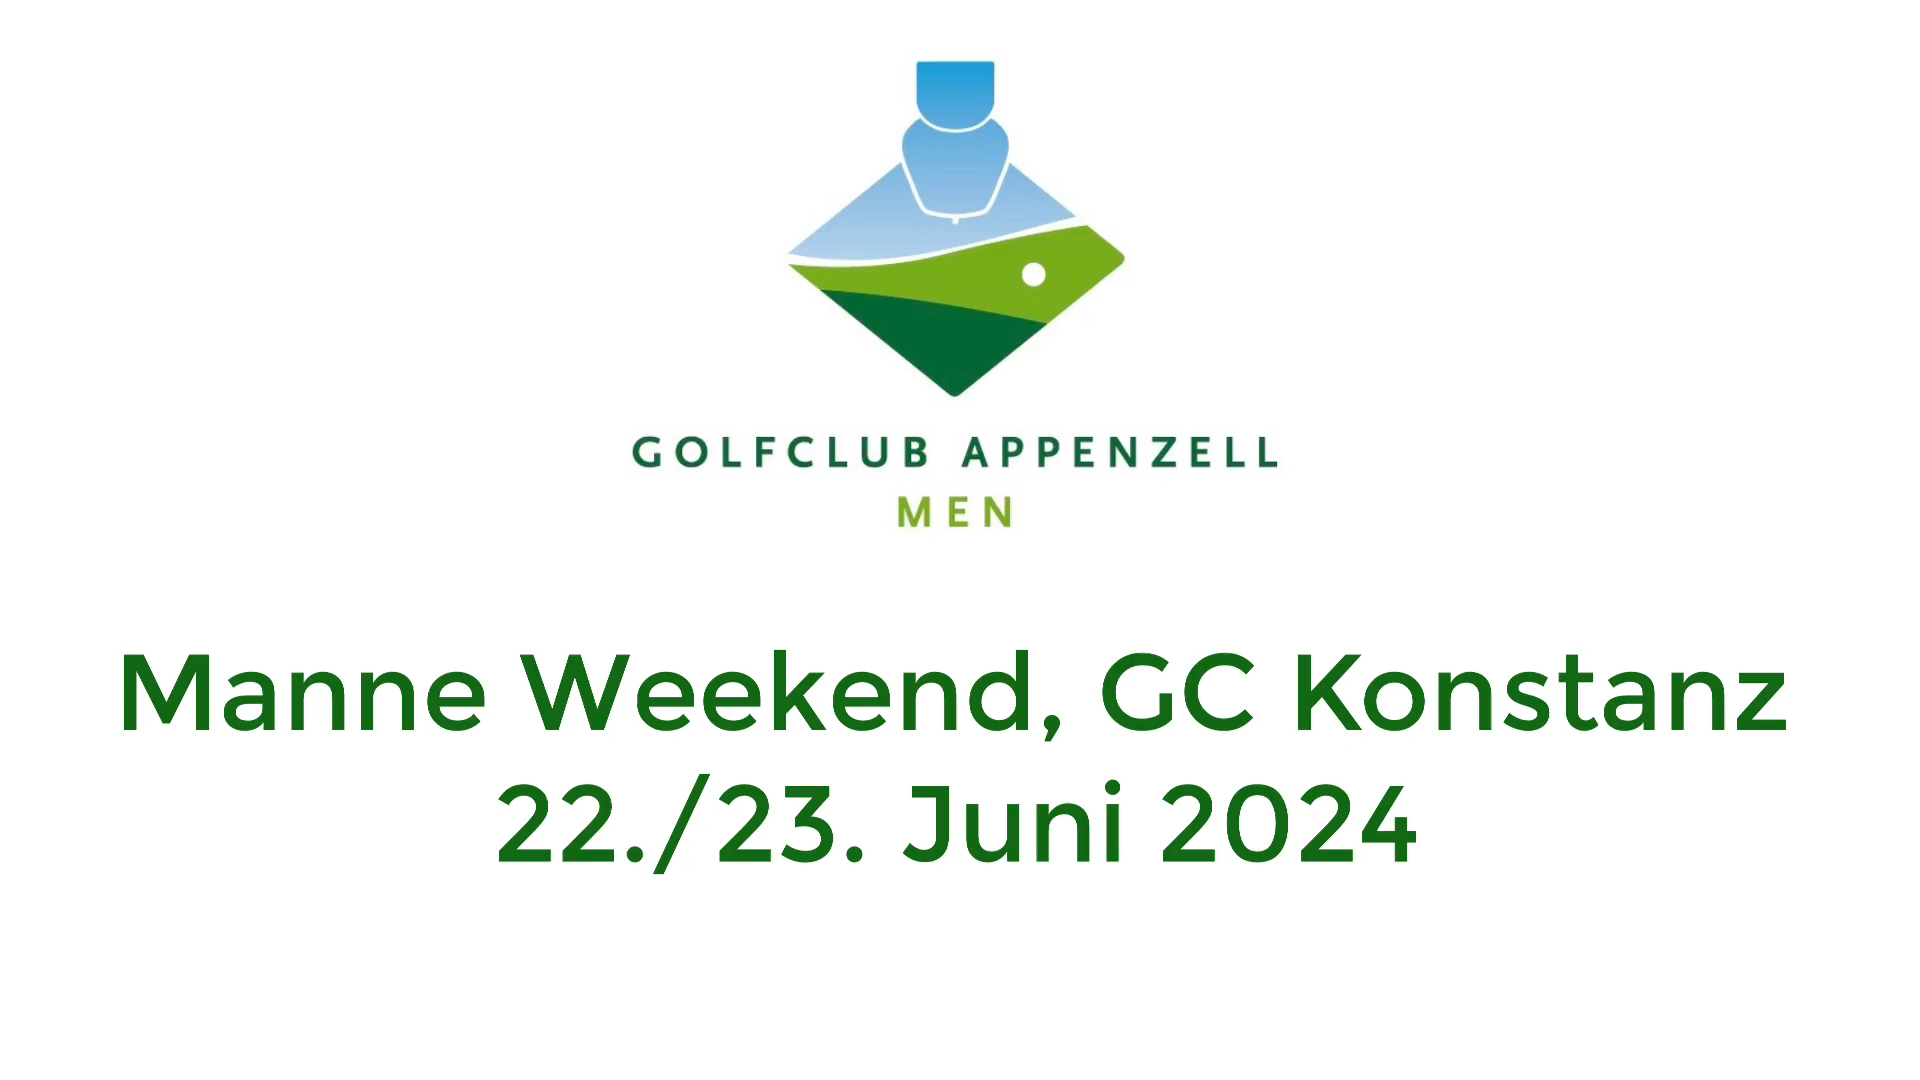 GOLFCLUB APPENZELL
MEN
Manne Weekend, GC Konstanz
22./23. Juni 2024